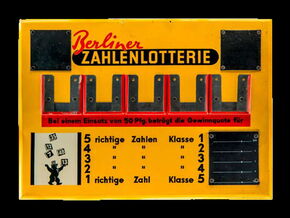 Berliner
ZAHLENLOTTERIE
Bei einem Einsatz von 50 Pfg. beträgt die Gewinnquote für
5 richtige Zahlen Klasse 1
4 " " " 2
3 " " " 3
2 " " " 4
1 richtige Zahl Klasse 5